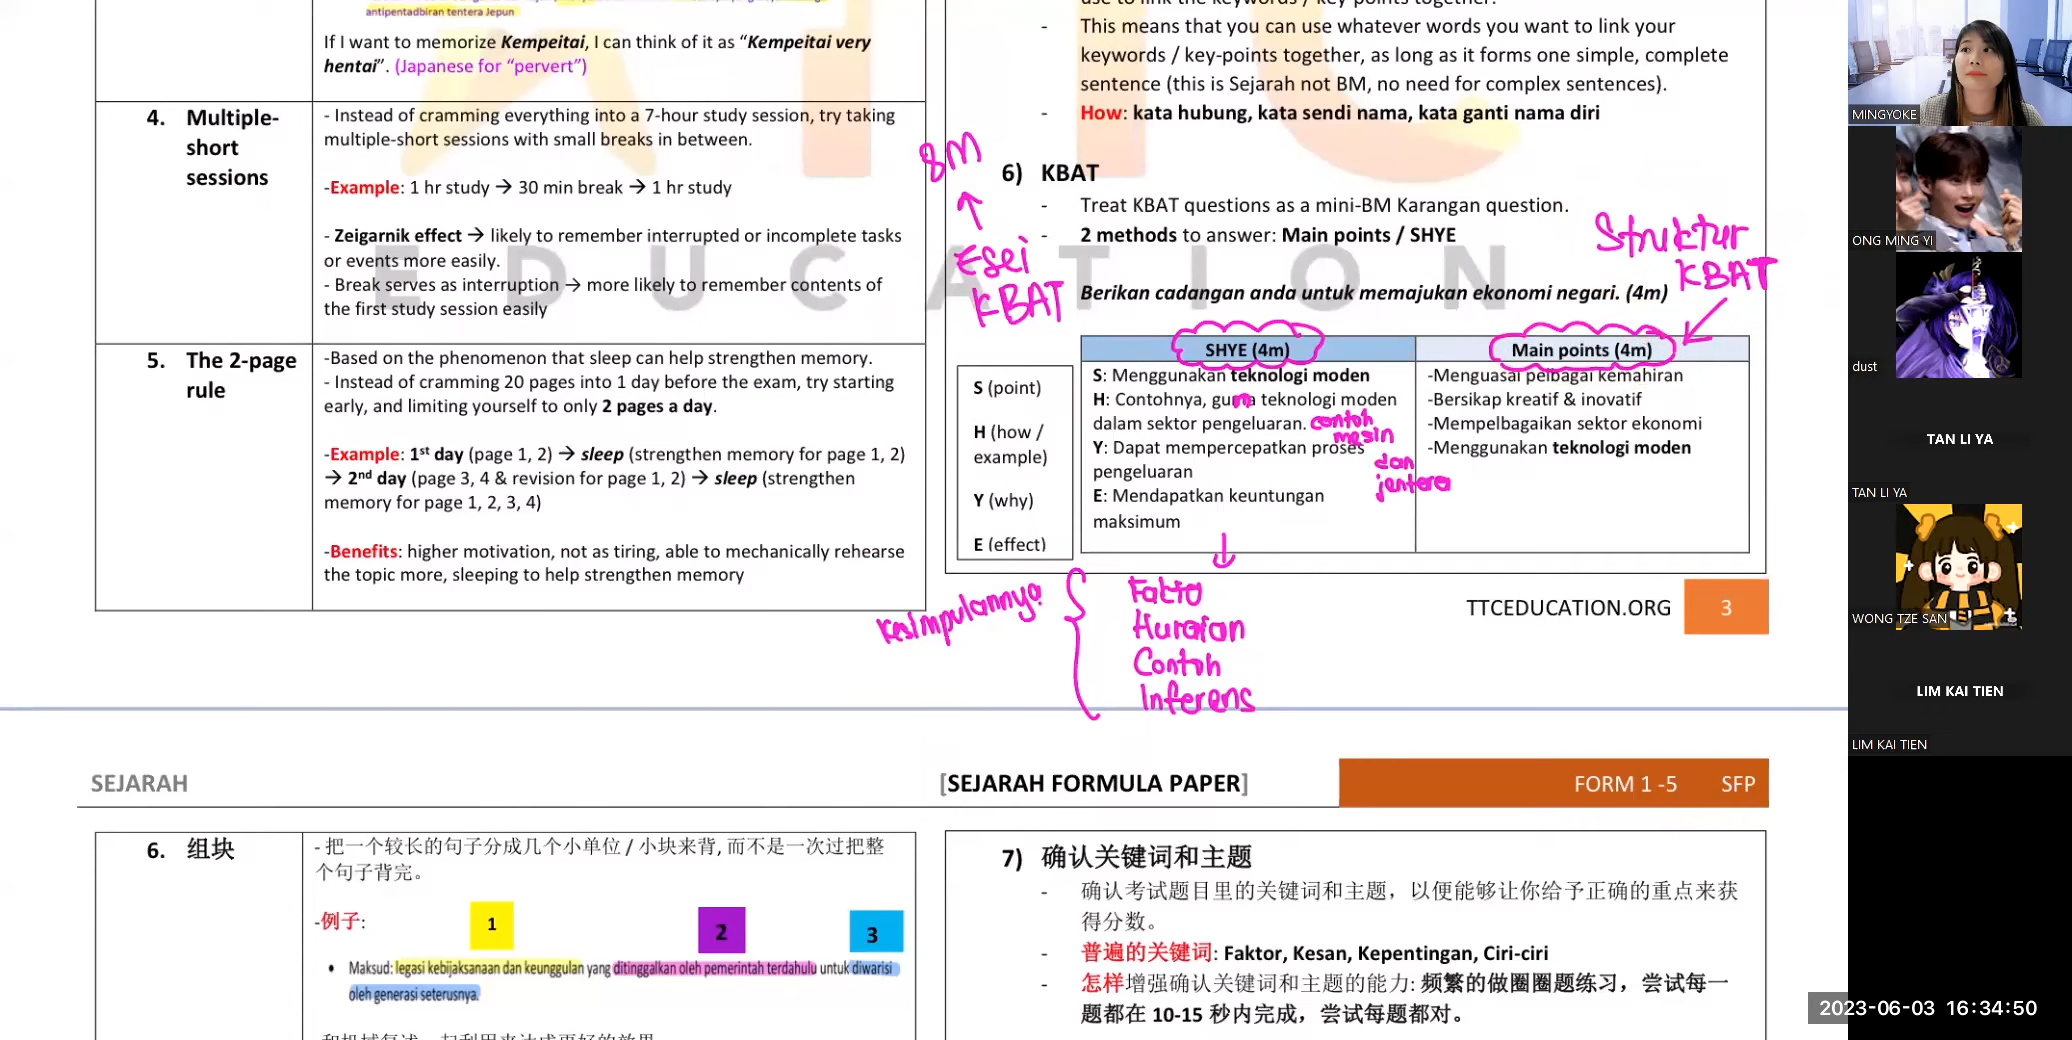 antipentadbiran tentera Jepun
If I want to memorize Kempeitai, I can think of it as “Kempeitai very
hentai”. (Japanese for “pervert”)
4. Multiple-
short
sessions
- Instead of cramming everything into a 7-hour study session, try taking
multiple-short sessions with small breaks in between.
-Example: 1 hr study → 30 min break → 1 hr study
- Zeigarnik effect → likely to remember interrupted or incomplete tasks
or events more easily.
- Break serves as interruption → more likely to remember contents of
the first study session easily
5. The 2-page
rule
-Based on the phenomenon that sleep can help strengthen memory.
- Instead of cramming 20 pages into 1 day before the exam, try starting
early, and limiting yourself to only 2 pages a day.
-Example: 1st day (page 1, 2) → sleep (strengthen memory for page 1, 2)
→ 2nd day (page 3, 4 & revision for page 1, 2) → sleep (strengthen
memory for page 1, 2, 3, 4)
-Benefits: higher motivation, not as tiring, able to mechanically rehearse
the topic more, sleeping to help strengthen memory
EDUCATION
use to link the keywords / key points together.
- This means that you can use whatever words you want to link your
keywords / key-points together, as long as it forms one simple, complete
sentence (this is Sejarah not BM, no need for complex sentences).
- How: kata hubung, kata sendi nama, kata ganti nama diri
6) KBAT
- Treat KBAT questions as a mini-BM Karangan question.
- 2 methods to answer: Main points / SHYE
8M
Esei
KBAT
Struktur
KBAT
Berikan cadangan anda untuk memajukan ekonomi negari. (4m)
S (point)
H (how /
example)
Y (why)
E (effect)
SHYE (4m)
S: Menggunakan teknologi moden
H: Contohnya, guna teknologi moden
dalam sektor pengeluaran. contoh
mesin
Y: Dapat mempercepatkan proses
dan
pengeluaran
jentera
E: Mendapatkan keuntungan
maksimum
Main points (4m)
-Menguasai pelbagai kemahiran
-Bersikap kreatif & inovatif
-Mempelbagaikan sektor ekonomi
-Menggunakan teknologi moden
Kesimpulannya
Fakta
Huraian
Contoh
Inferens
TTCEDUCATION.ORG 3
SEJARAH
[SEJARAH FORMULA PAPER]
FORM 1 -5 SFP
6. 组块
- 把一个较长的句子分成几个小单位 / 小块来背, 而不是一次过把整
个句子背完。
-例子:
1 2 3
• Maksud: legasi kebijaksanaan dan keunggulan yang ditinggalkan oleh pemerintah terdahulu untuk diwarisi
oleh generasi seterusnya.
7) 确认关键词和主题
- 确认考试题目里的关键词和主题，以便能够让你给予正确的重点来获
得分数。
- 普遍的关键词: Faktor, Kesan, Kepentingan, Ciri-ciri
- 怎样增强确认关键词和主题的能力: 频繁的做圈圈题练习，尝试每一
题都在 10-15 秒内完成，尝试每题都对。
MINGYOKE
ONG MING YI
dust
TAN LI YA
TAN LI YA
WONG TZE SAN
LIM KAI TIEN
LIM KAI TIEN
2023-06-03 16:34:50